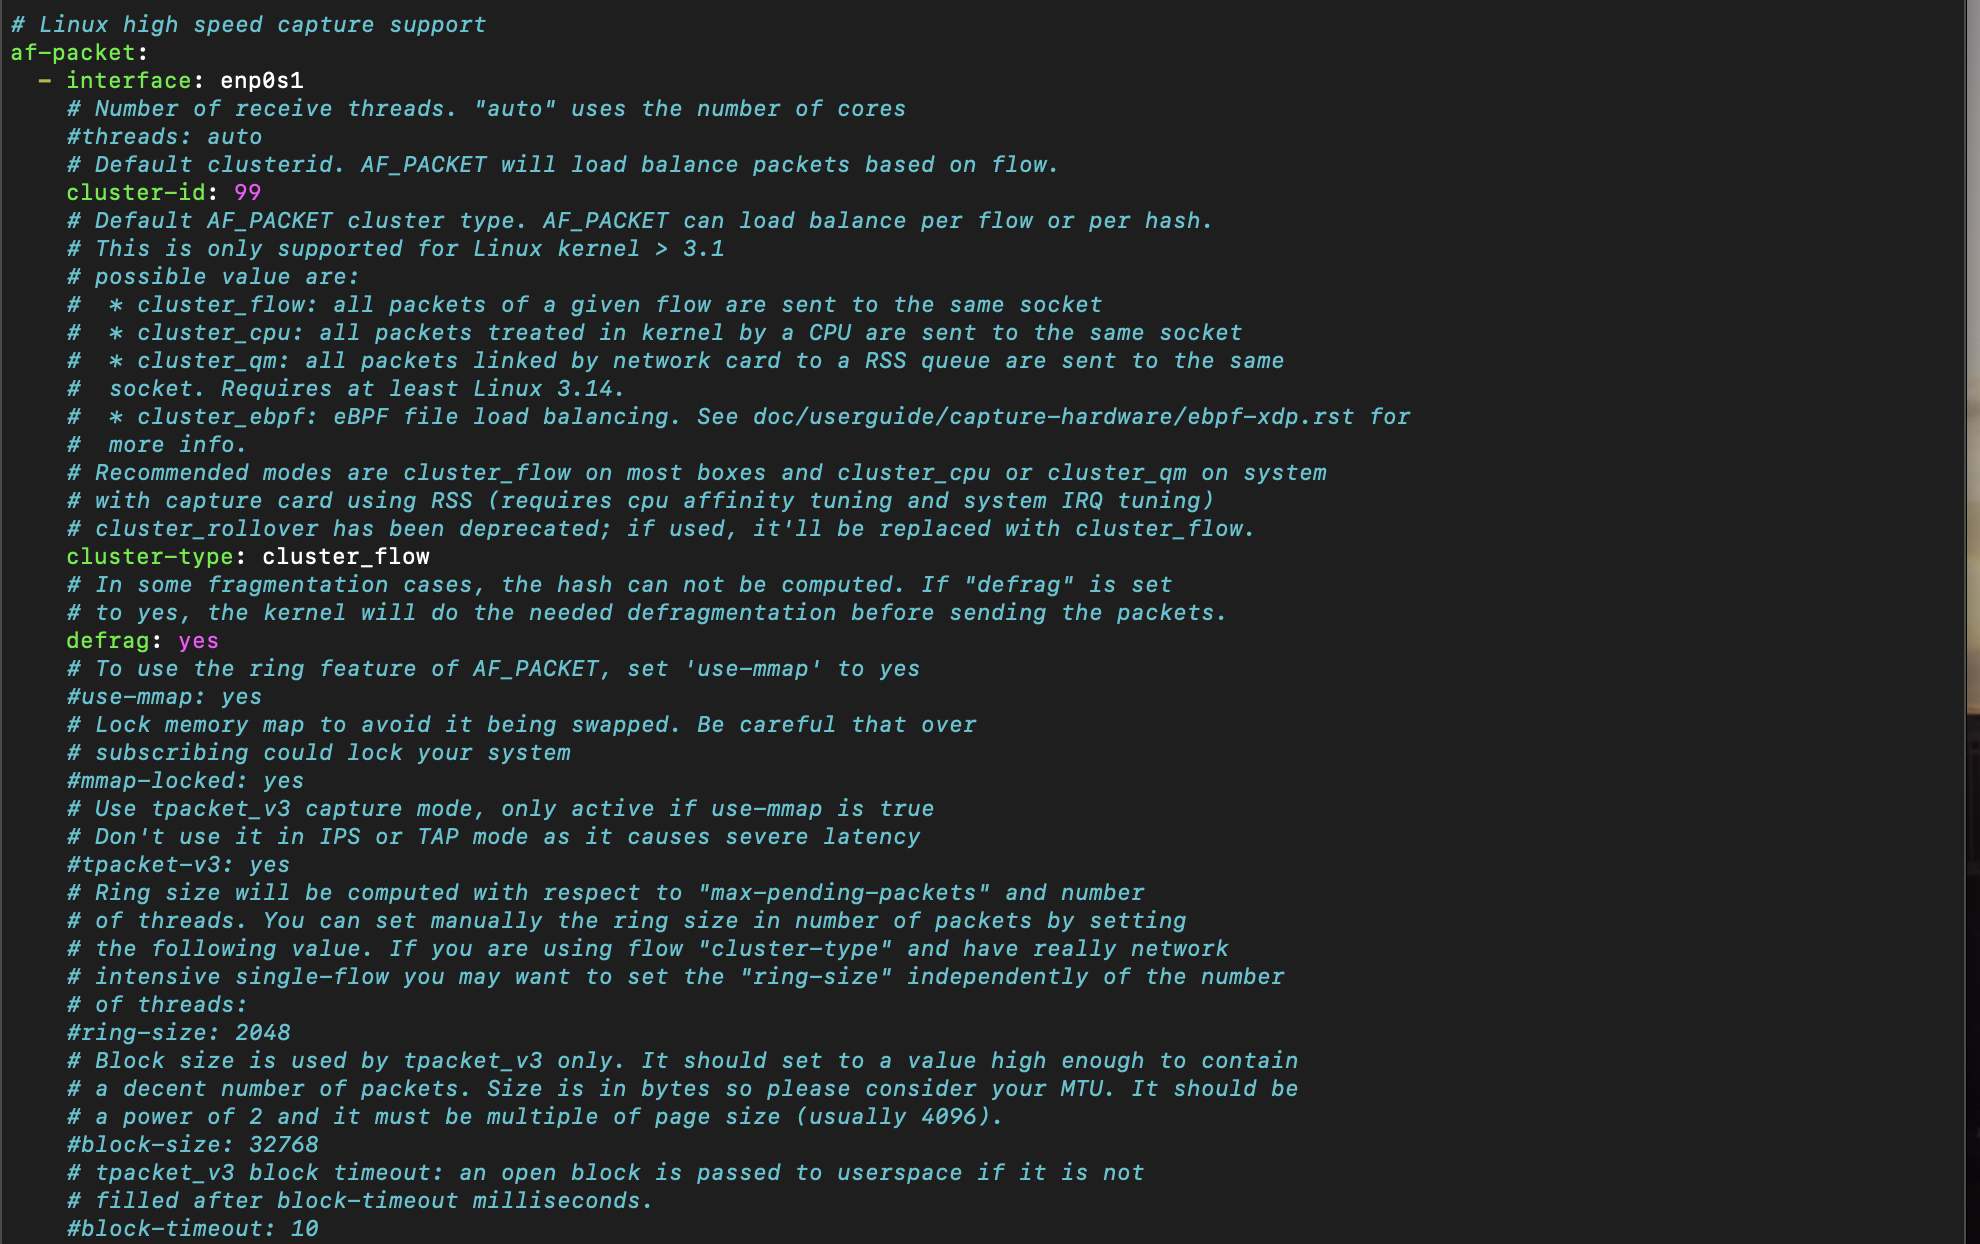 # Linux high speed capture support
af-packet:
  - interface: enp0s1
    # Number of receive threads. "auto" uses the number of cores
    #threads: auto
    # Default clusterid. AF_PACKET will load balance packets based on flow.
    cluster-id: 99
    # Default AF_PACKET cluster type. AF_PACKET can load balance per flow or per hash.
    # This is only supported for Linux kernel > 3.1
    # possible value are:
    #  * cluster_flow: all packets of a given flow are sent to the same socket
    #  * cluster_cpu: all packets treated in kernel by a CPU are sent to the same socket
    #  * cluster_qm: all packets linked by network card to a RSS queue are sent to the same
    #  socket. Requires at least Linux 3.14.
    #  * cluster_ebpf: eBPF file load balancing. See doc/userguide/capture-hardware/ebpf-xdp.rst for
    #  more info.
    # Recommended modes are cluster_flow on most boxes and cluster_cpu or cluster_qm on system
    # with capture card using RSS (requires cpu affinity tuning and system IRQ tuning)
    # cluster_rollover has been deprecated; if used, it'll be replaced with cluster_flow.
    cluster-type: cluster_flow
    # In some fragmentation cases, the hash can not be computed. If "defrag" is set
    # to yes, the kernel will do the needed defragmentation before sending the packets.
    defrag: yes
    # To use the ring feature of AF_PACKET, set 'use-mmap' to yes
    #use-mmap: yes
    # Lock memory map to avoid it being swapped. Be careful that over
    # subscribing could lock your system
    #mmap-locked: yes
    # Use tpacket_v3 capture mode, only active if use-mmap is true
    # Don't use it in IPS or TAP mode as it causes severe latency
    #tpacket-v3: yes
    # Ring size will be computed with respect to "max-pending-packets" and number
    # of threads. You can set manually the ring size in number of packets by setting
    # the following value. If you are using flow "cluster-type" and have really network
    # intensive single-flow you may want to set the "ring-size" independently of the number
    # of threads:
    #ring-size: 2048
    # Block size is used by tpacket_v3 only. It should set to a value high enough to contain
    # a decent number of packets. Size is in bytes so please consider your MTU. It should be
    # a power of 2 and it must be multiple of page size (usually 4096).
    #block-size: 32768
    # tpacket_v3 block timeout: an open block is passed to userspace if it is not
    # filled after block-timeout milliseconds.
    #block-timeout: 10